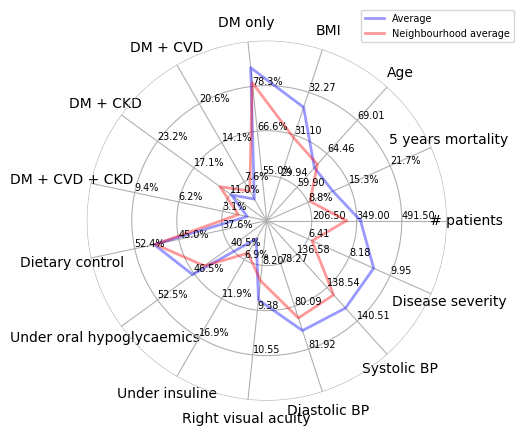 DM only
Average
Neighbourhood average
BMI
DM + CVD
Age
DM + CKD
5 years mortality
DM + CVD + CKD
# patients
Dietary control
Disease severity
Under oral hypoglycaemics
Systolic BP
Under insuline
Diastolic BP
Right visual acuity
78.3%
66.6%
55.0%
32.27
31.10
29.94
69.01
64.46
59.90
21.7%
15.3%
8.8%
206.50
349.00
491.50
6.41
8.18
9.95
136.58
138.54
140.51
78.27
80.09
81.92
8.20
9.38
10.55
6.9%
11.9%
16.9%
40.5%
46.5%
52.5%
37.6%
45.0%
52.4%
3.1%
6.2%
9.4%
11.0%
17.1%
23.2%
7.6%
14.1%
20.6%